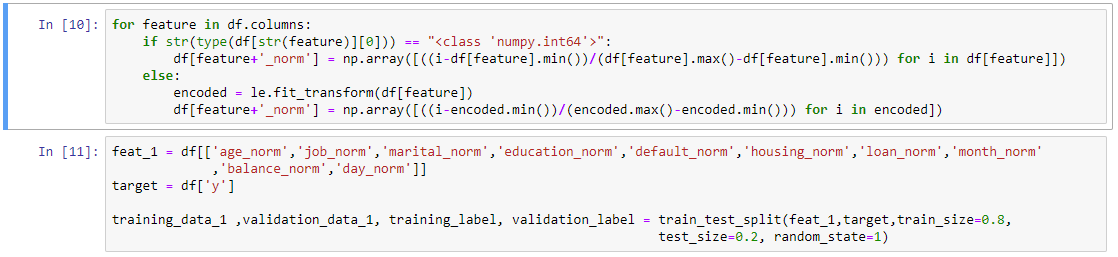 In [10]: for feature in df.columns:
    if str(type(df[str(feature)][0])) == "<class 'numpy.int64'>":
        df[feature+'_norm'] = np.array([((i-df[feature].min())/(df[feature].max()-df[feature].min())) for i in df[feature]])
    else:
        encoded = le.fit_transform(df[feature])
        df[feature+'_norm'] = np.array([((i-encoded.min())/(encoded.max()-encoded.min())) for i in encoded])
In [11]: feat_1 = df[['age_norm','job_norm','marital_norm','education_norm','default_norm','housing_norm','loan_norm','month_norm'
             ,'balance_norm','day_norm']]
target = df['y']
training_data_1 ,validation_data_1, training_label, validation_label = train_test_split(feat_1,target,train_size=0.8,
                                                                      test_size=0.2, random_state=1)